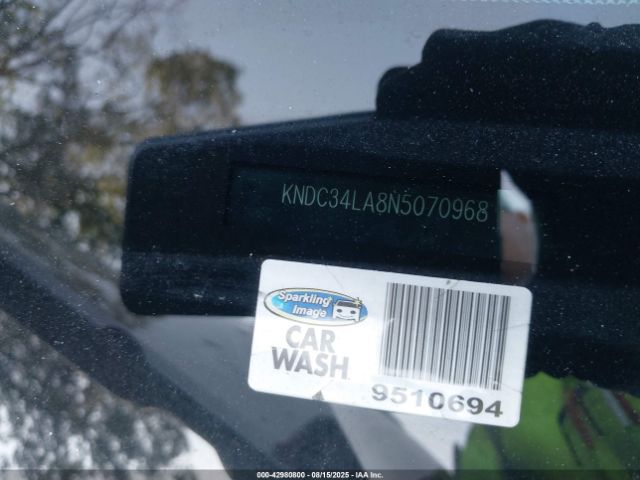 KNDC34LA8N5070968
Sparkling
Image
CAR
WASH
9510694
000-42980800 - 08/15/2025 - IAA Inc.